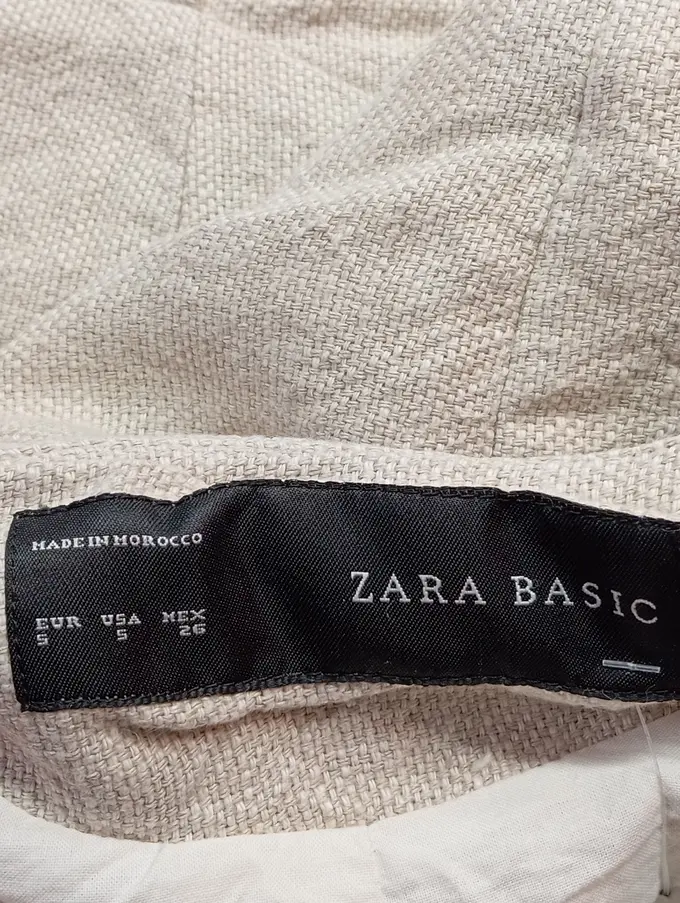 MADE IN MOROCCO
EUR USA MEX
S S 26
ZARA BASIC